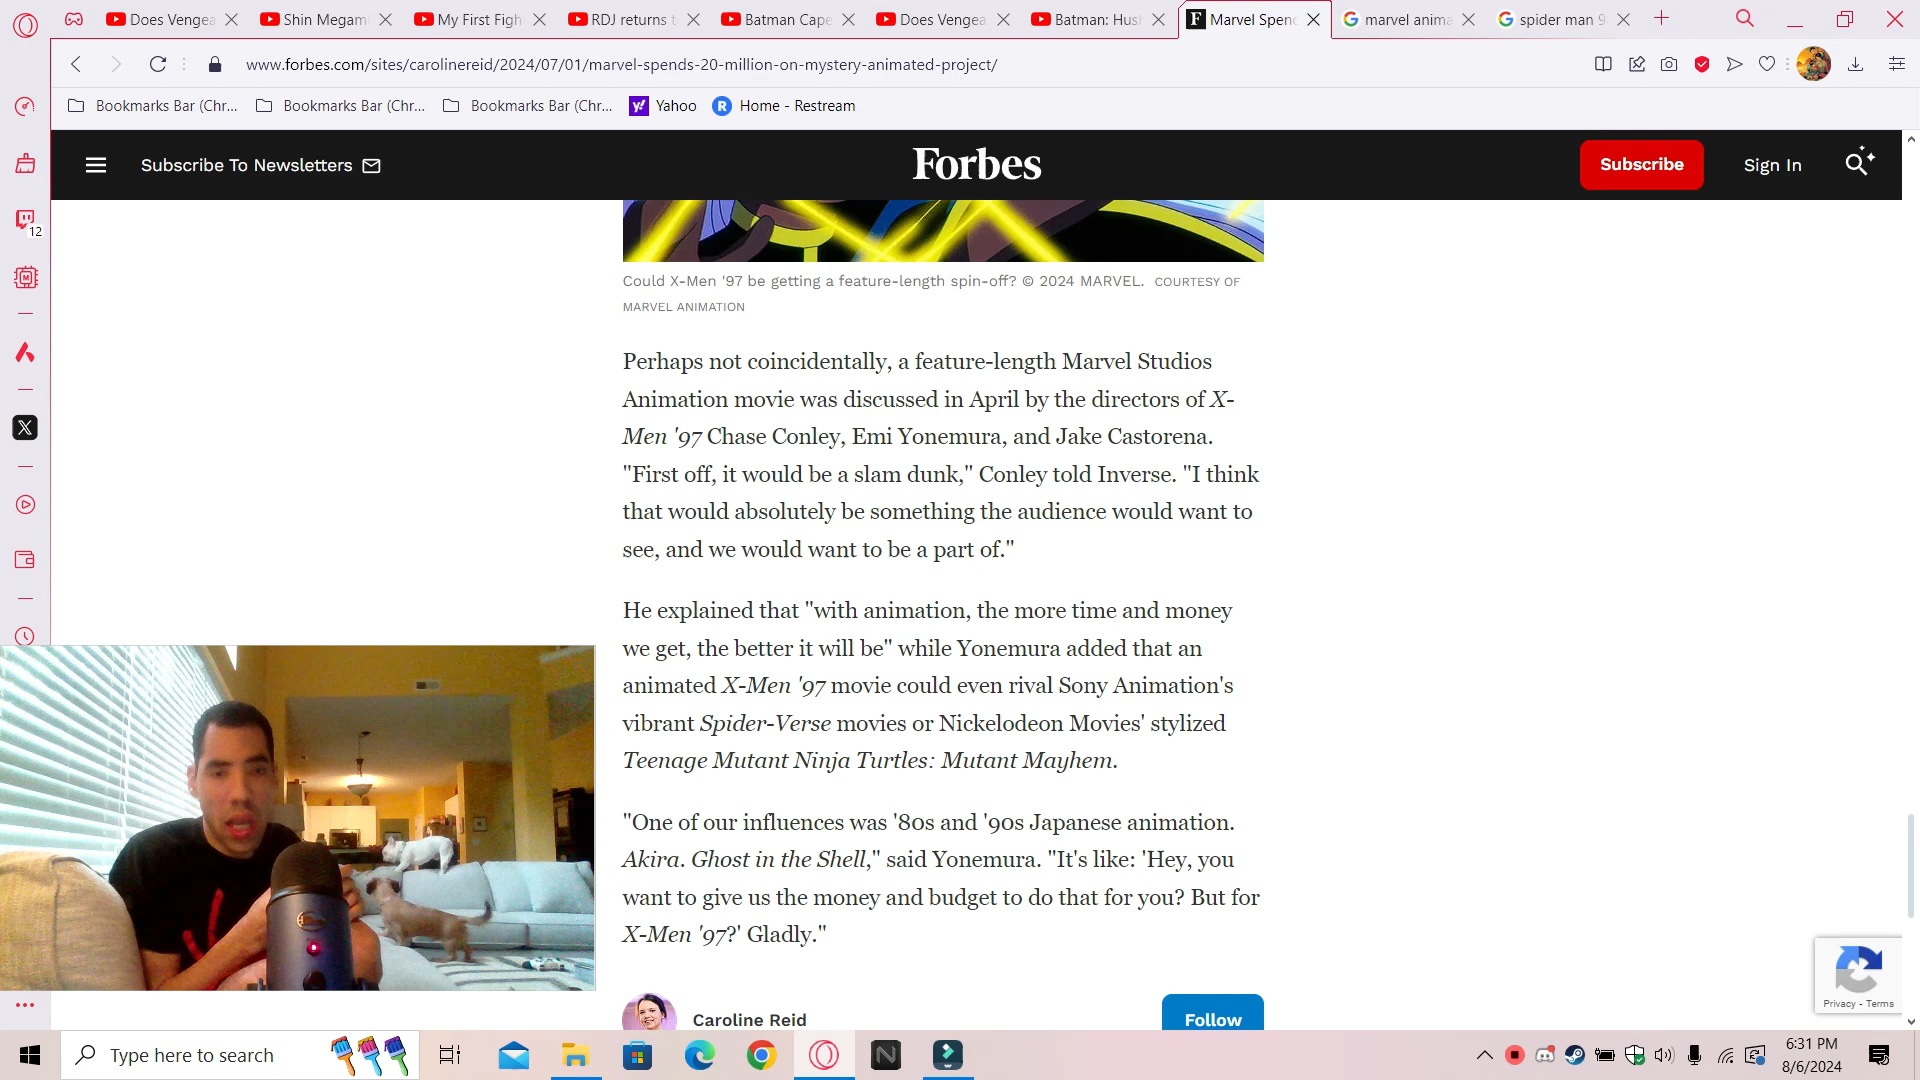 Does Vengea
Shin Megami
My First Figh
RDJ returns t
Batman Cape
Does Vengea
Batman: Hush
Marvel Spend
marvel anima
spider man 9
www.forbes.com/sites/carolinereid/2024/07/01/marvel-spends-20-million-on-mystery-animated-project/
Bookmarks Bar (Chr...
Bookmarks Bar (Chr...
Bookmarks Bar (Chr...
Yahoo
Home - Restream
Subscribe To Newsletters
Forbes
Subscribe
Sign In
12
Could X-Men '97 be getting a feature-length spin-off? © 2024 MARVEL. COURTESY OF
MARVEL ANIMATION
Perhaps not coincidentally, a feature-length Marvel Studios
Animation movie was discussed in April by the directors of X-
Men '97 Chase Conley, Emi Yonemura, and Jake Castorena.
"First off, it would be a slam dunk," Conley told Inverse. "I think
that would absolutely be something the audience would want to
see, and we would want to be a part of."
He explained that "with animation, the more time and money
we get, the better it will be" while Yonemura added that an
animated X-Men '97 movie could even rival Sony Animation's
vibrant Spider-Verse movies or Nickelodeon Movies' stylized
Teenage Mutant Ninja Turtles: Mutant Mayhem.
"One of our influences was '80s and '90s Japanese animation.
Akira. Ghost in the Shell," said Yonemura. "It's like: 'Hey, you
want to give us the money and budget to do that for you? But for
X-Men '97?' Gladly."
Caroline Reid
Follow
Privacy - Terms
Type here to search
6:31 PM
8/6/2024